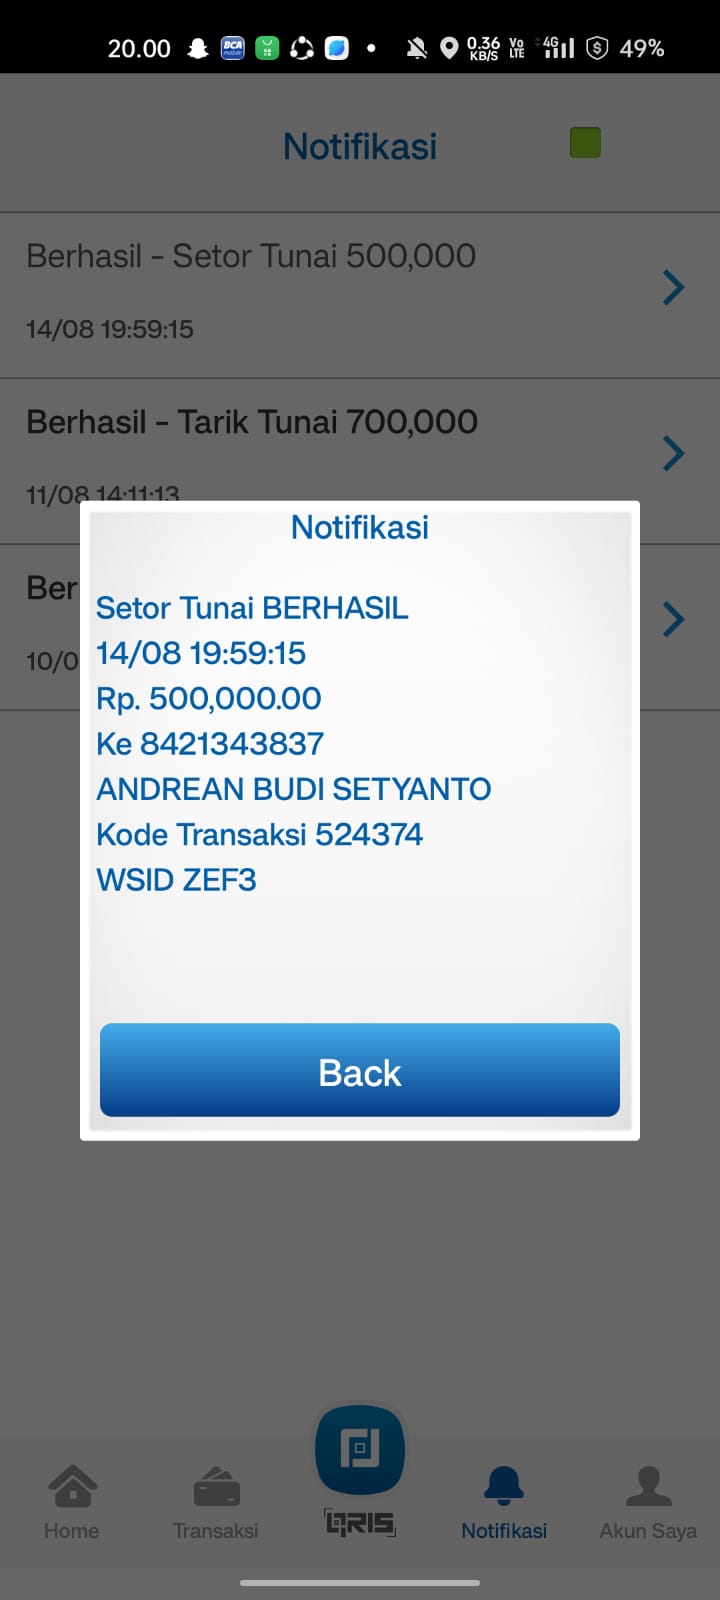 20.00
BCA
mobile
0.36
KB/S
Vo
LTE
4G
$
49%
Notifikasi
Berhasil - Setor Tunai 500,000
14/08 19:59:15
Berhasil - Tarik Tunai 700,000
11/08 14:11:13
Ber
10/0
Notifikasi
Setor Tunai BERHASIL
14/08 19:59:15
Rp. 500,000.00
Ke 8421343837
ANDREAN BUDI SETYANTO
Kode Transaksi 524374
WSID ZEF3
Back
Home
Transaksi
QRIS
Notifikasi
Akun Saya